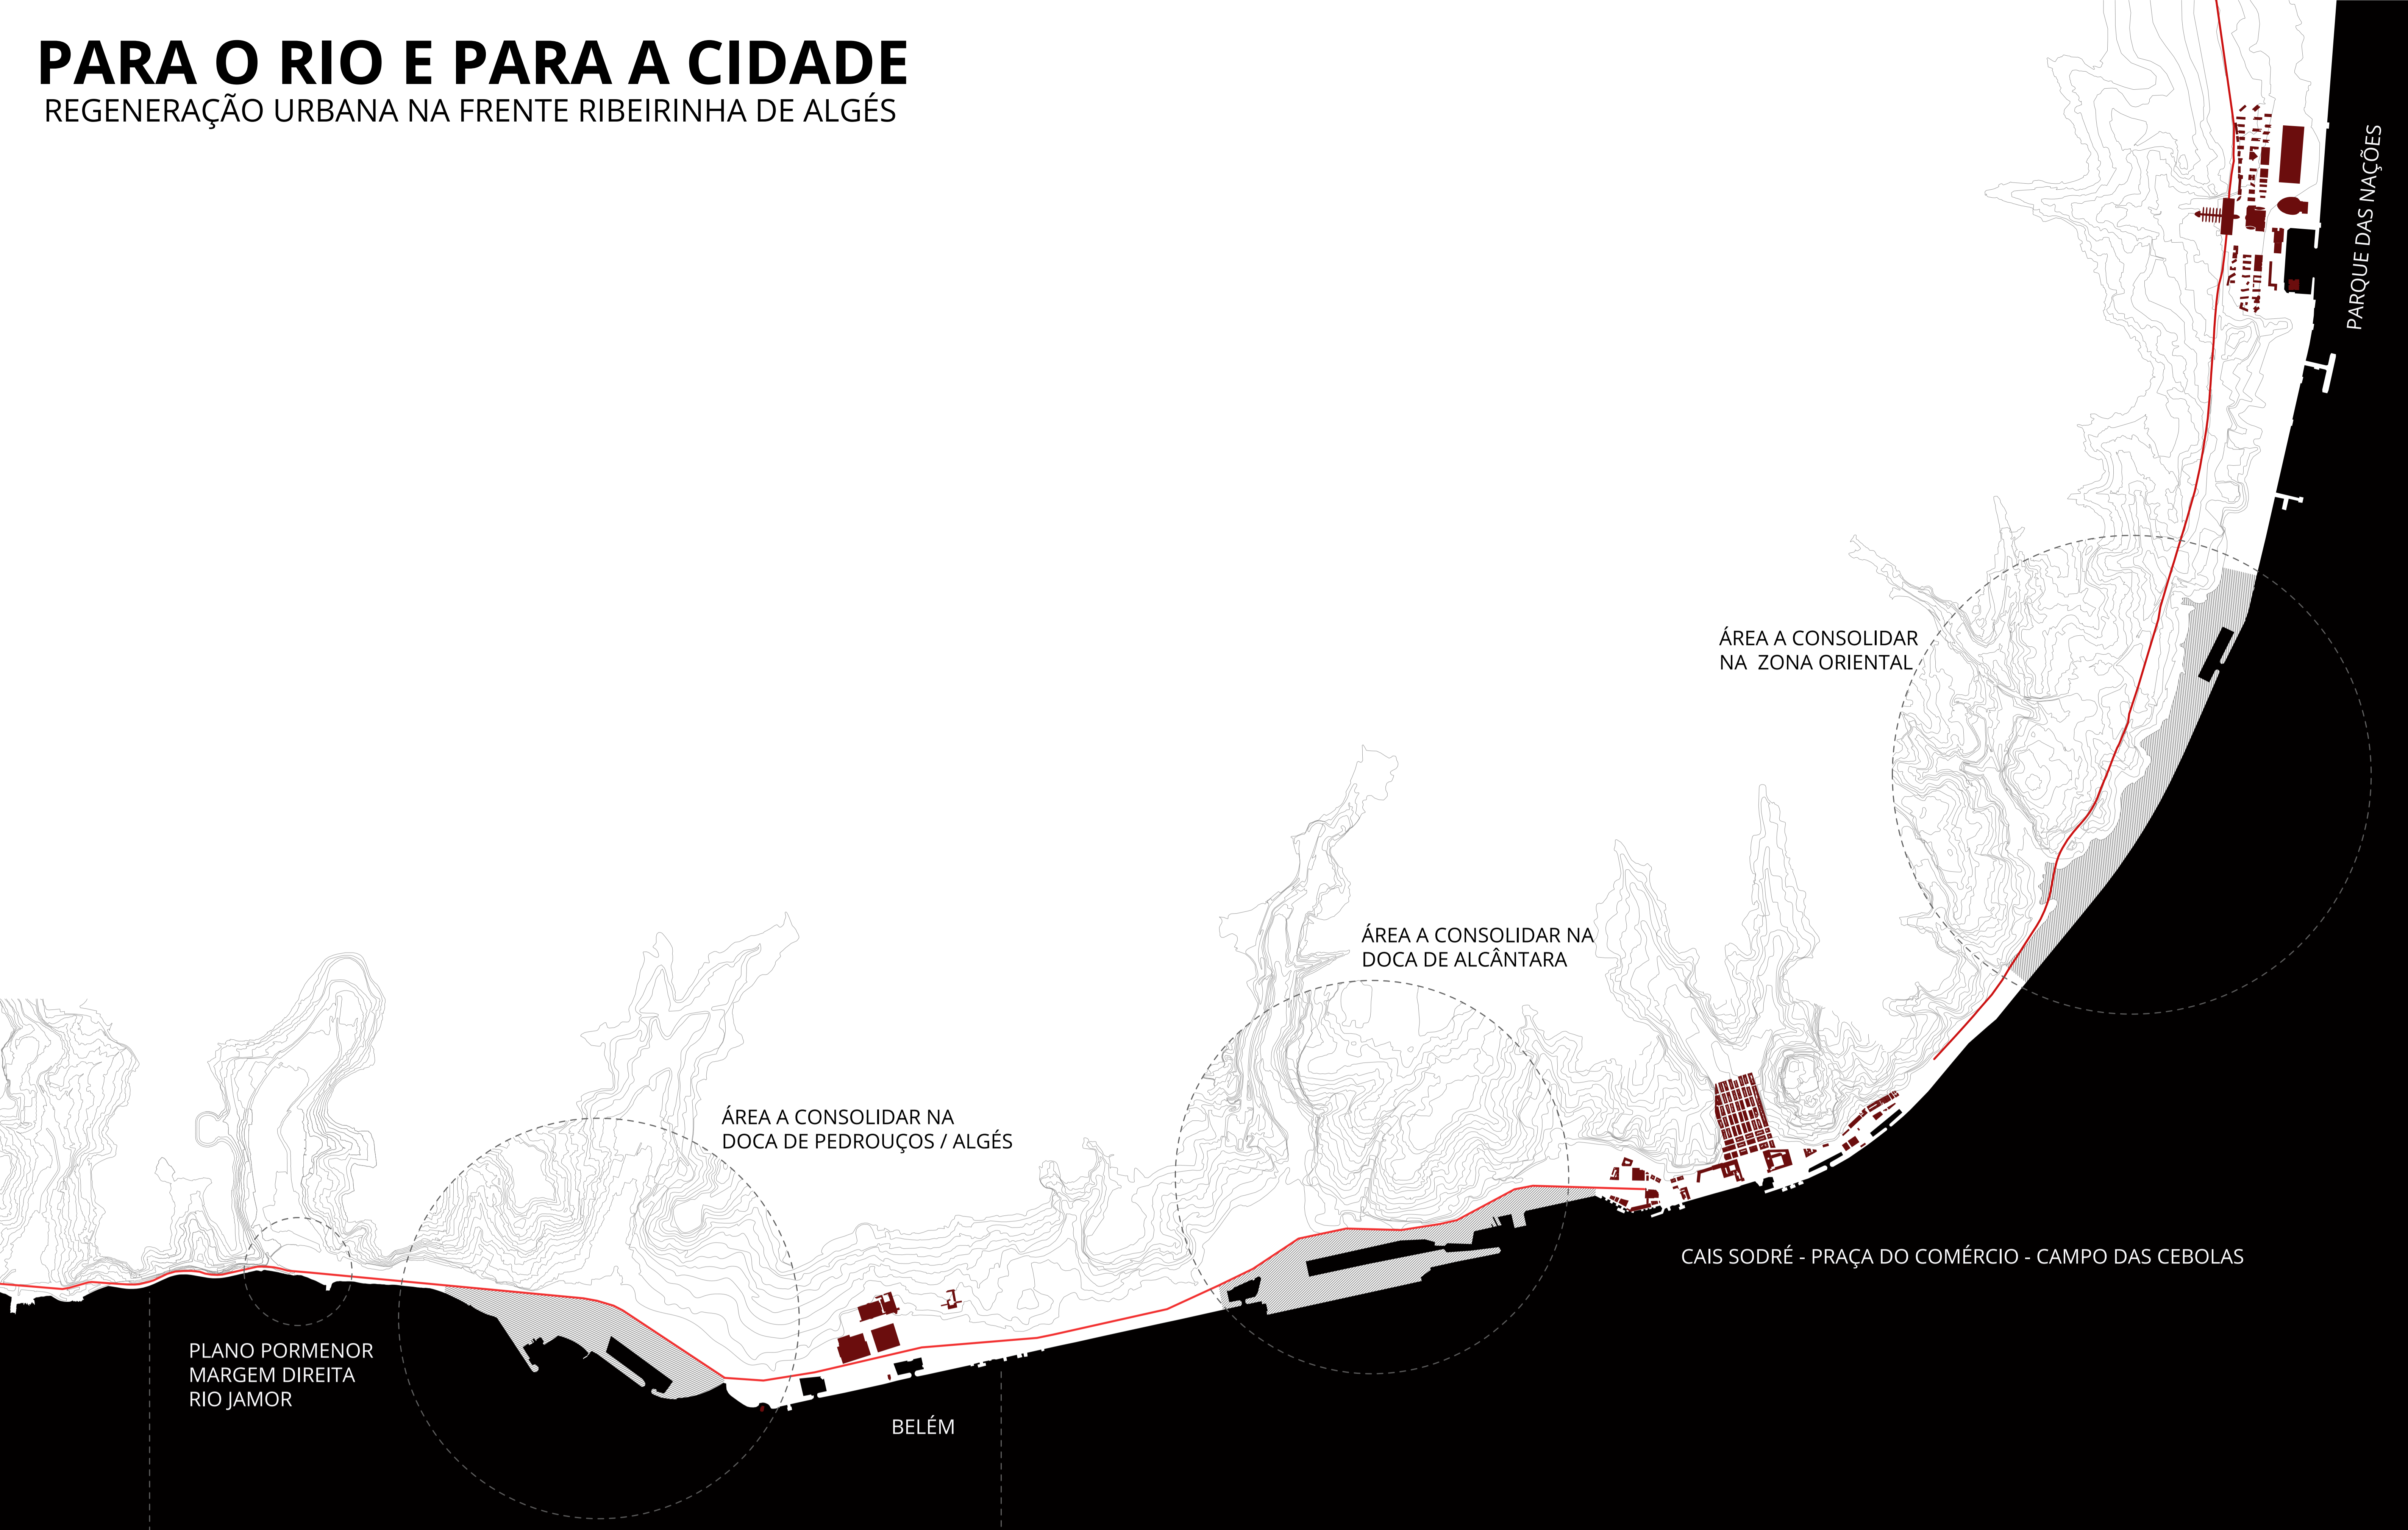 PARA O RIO E PARA A CIDADE
REGENERAÇÃO URBANA NA FRENTE RIBEIRINHA DE ALGÉS
PARQUE DAS NAÇÕES
ÁREA A CONSOLIDAR
NA ZONA ORIENTAL
ÁREA A CONSOLIDAR NA
DOCA DE ALCÂNTARA
ÁREA A CONSOLIDAR NA
DOCA DE PEDROUÇOS / ALGÉS
CAIS SODRÉ - PRAÇA DO COMÉRCIO - CAMPO DAS CEBOLAS
PLANO PORMENOR
MARGEM DIREITA
RIO JAMOR
BELÉM